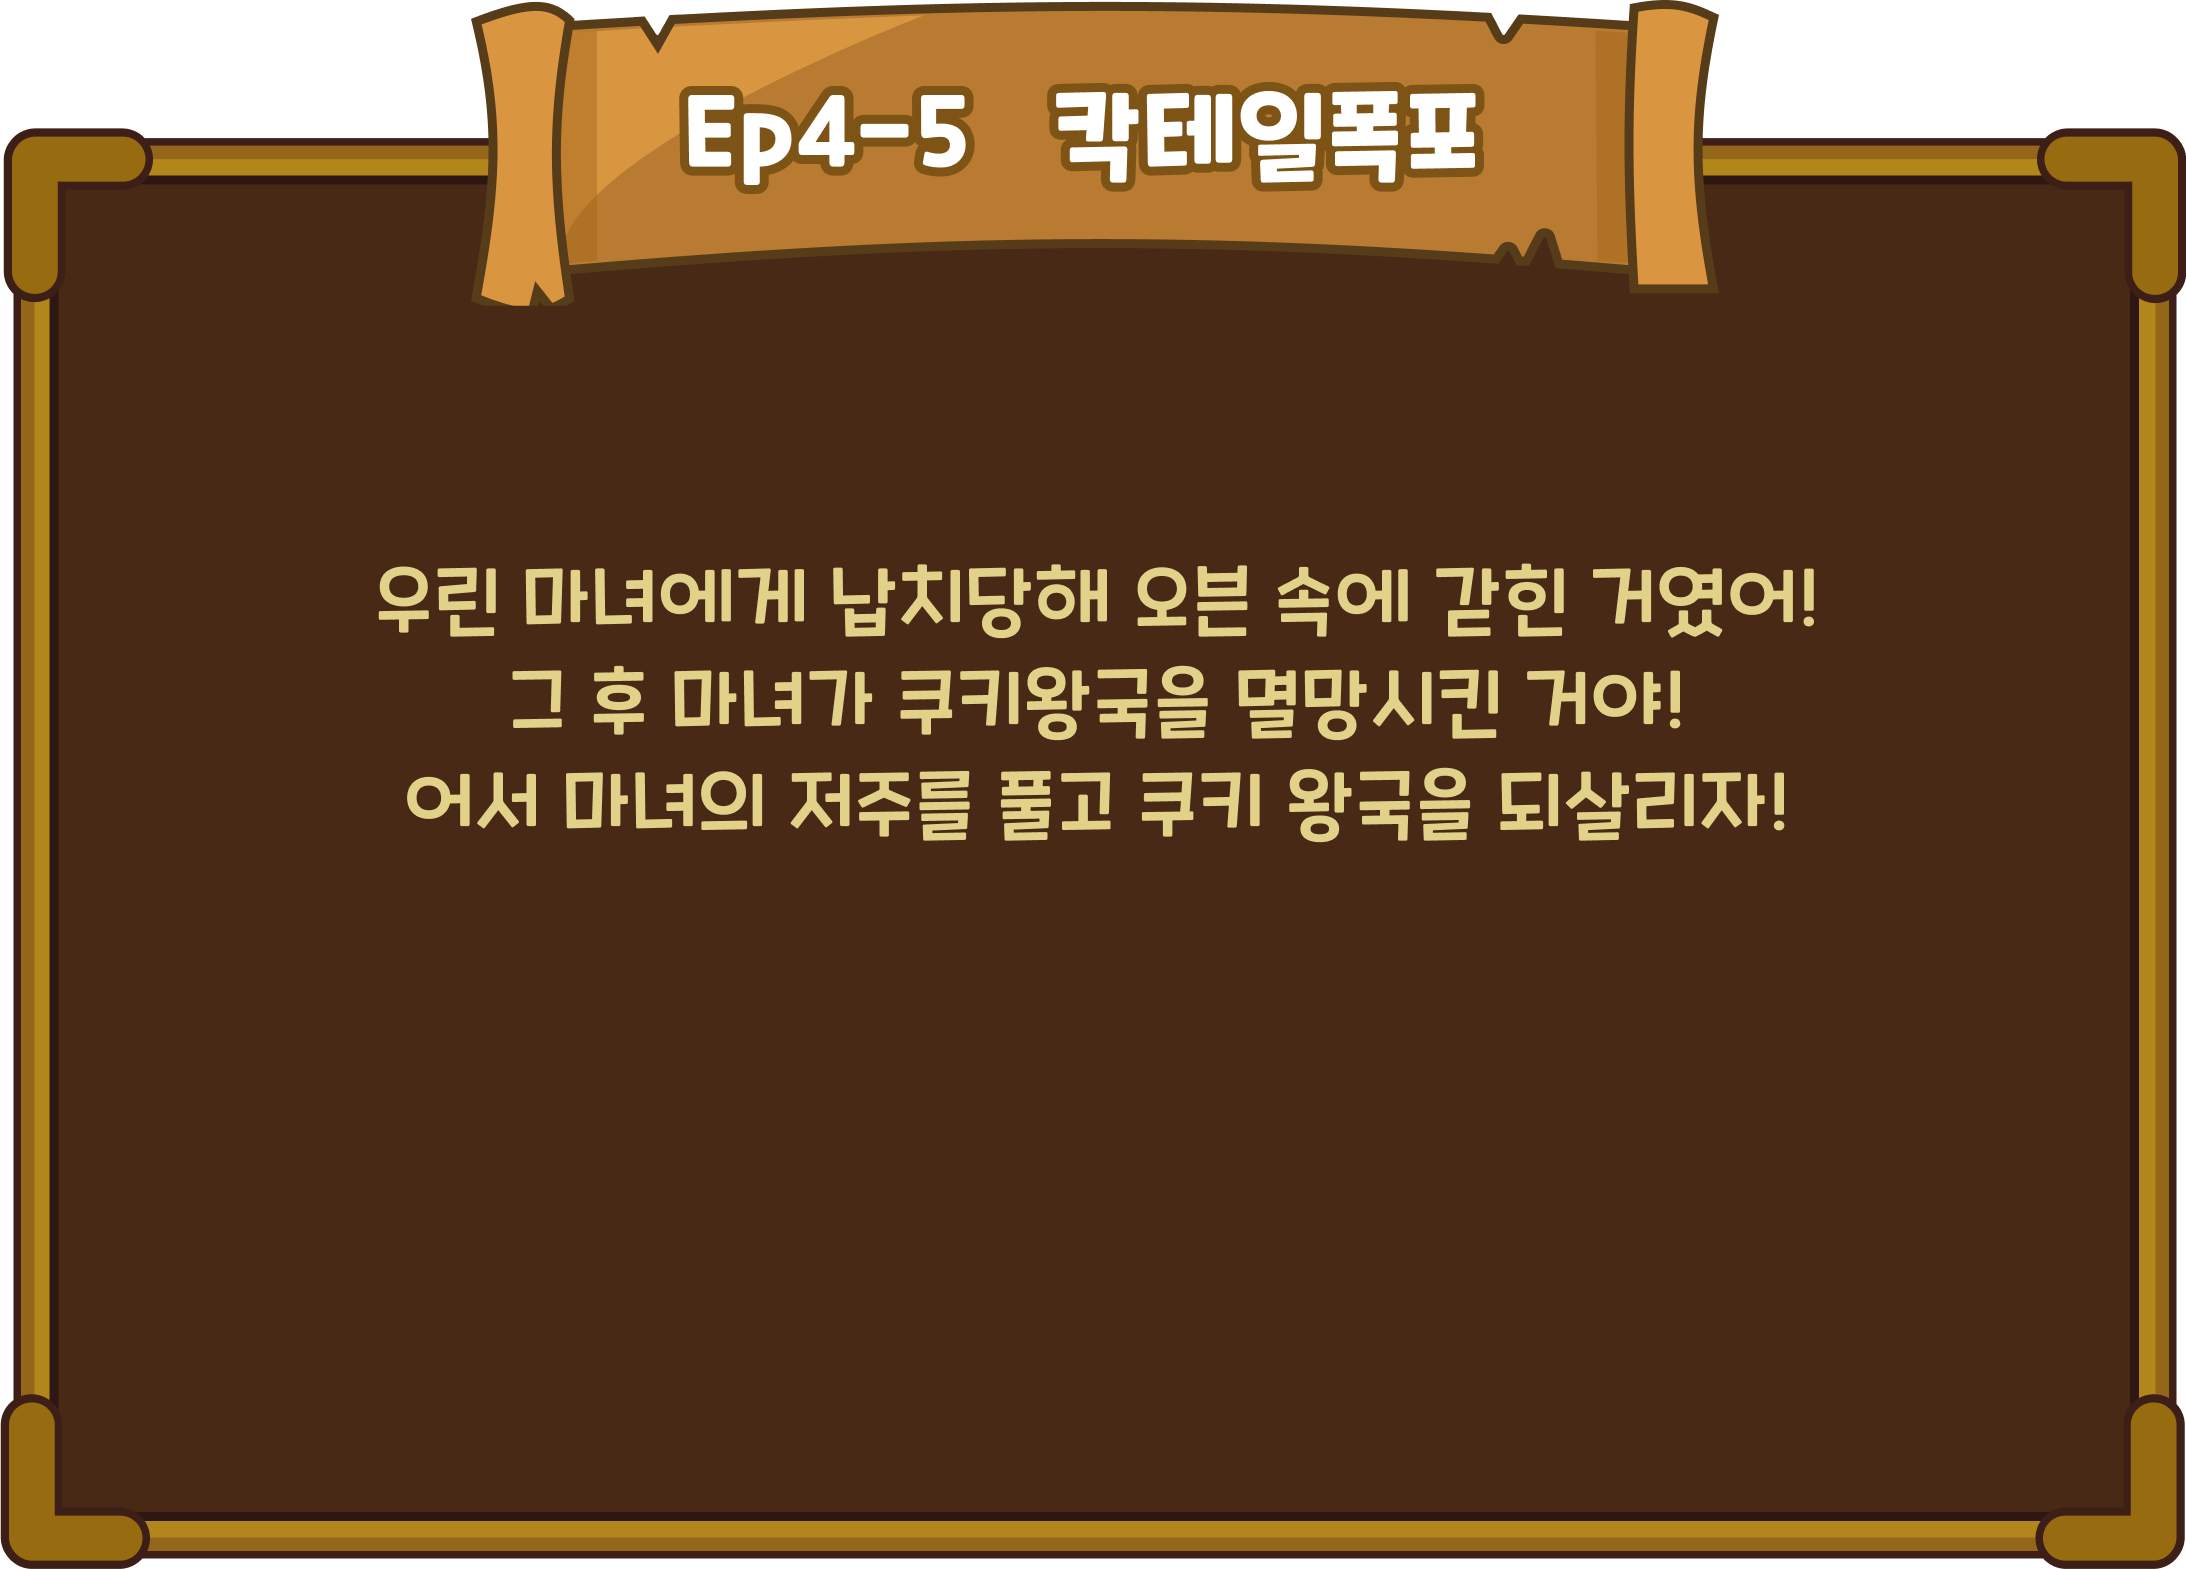 Ep4-5 칵테일폭포
우린 마녀에게 납치당해 오븐 속에 갇힌 거였어!
그 후 마녀가 쿠키왕국을 멸망시킨 거야!
어서 마녀의 저주를 풀고 쿠키 왕국을 되살리자!